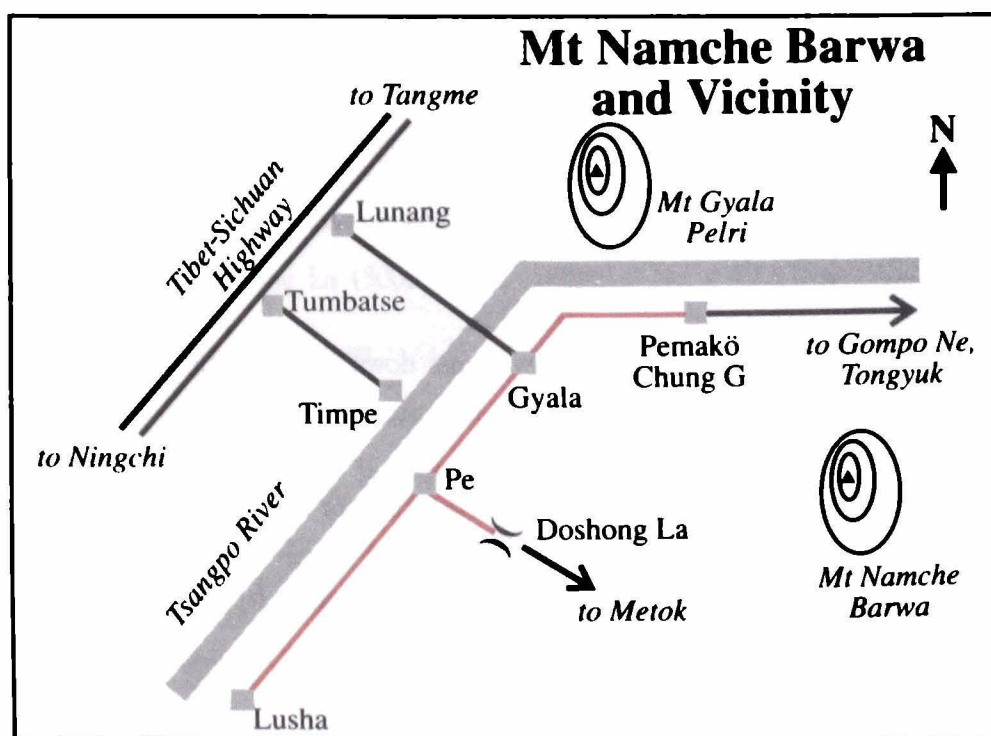 Mt Namche Barwa
and Vicinity
to Tangme
N
Mt Gyala
Pelri
Tibet-Sichuan
Highway
Lunang
Tumbatse
Timpe
Gyala
Pemakö
Chung G
to Gompo Ne,
Tongyuk
to Ningchi
Pe
Tsangpo River
Doshong La
to Metok
Mt Namche
Barwa
Lusha